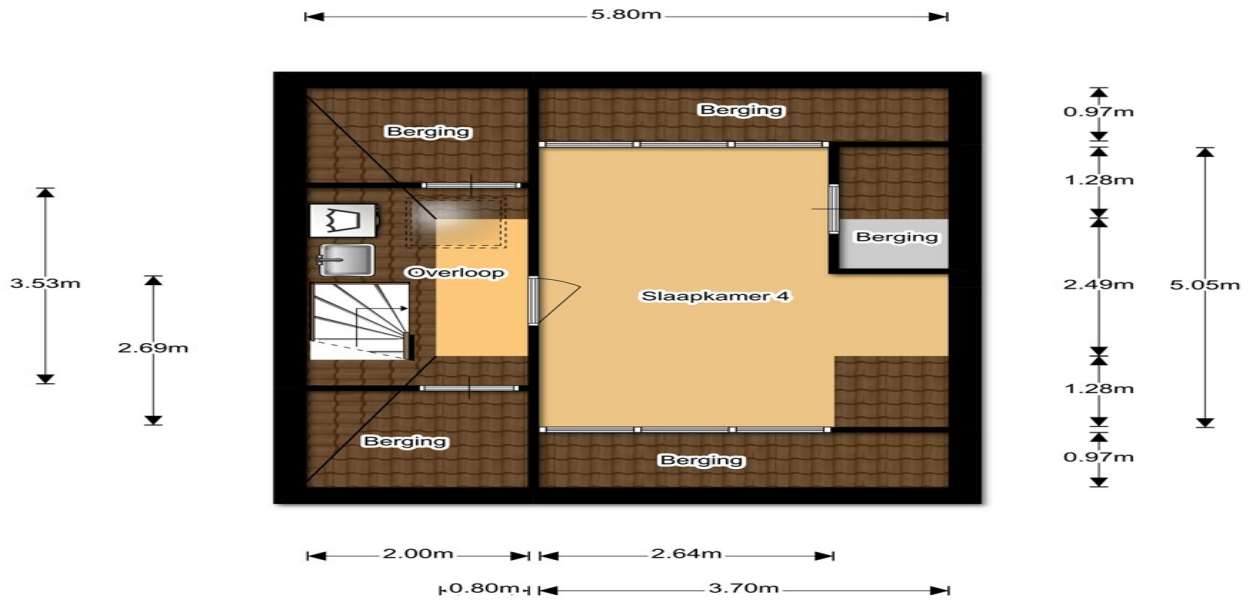 5.80m
Berging
Berging
0.97m
1.28m
Berging
Overloop
3.53m
2.49m
5.05m
Slaapkamer 4
2.69m
1.28m
Berging
Berging
0.97m
2.00m
2.64m
0.80m
3.70m